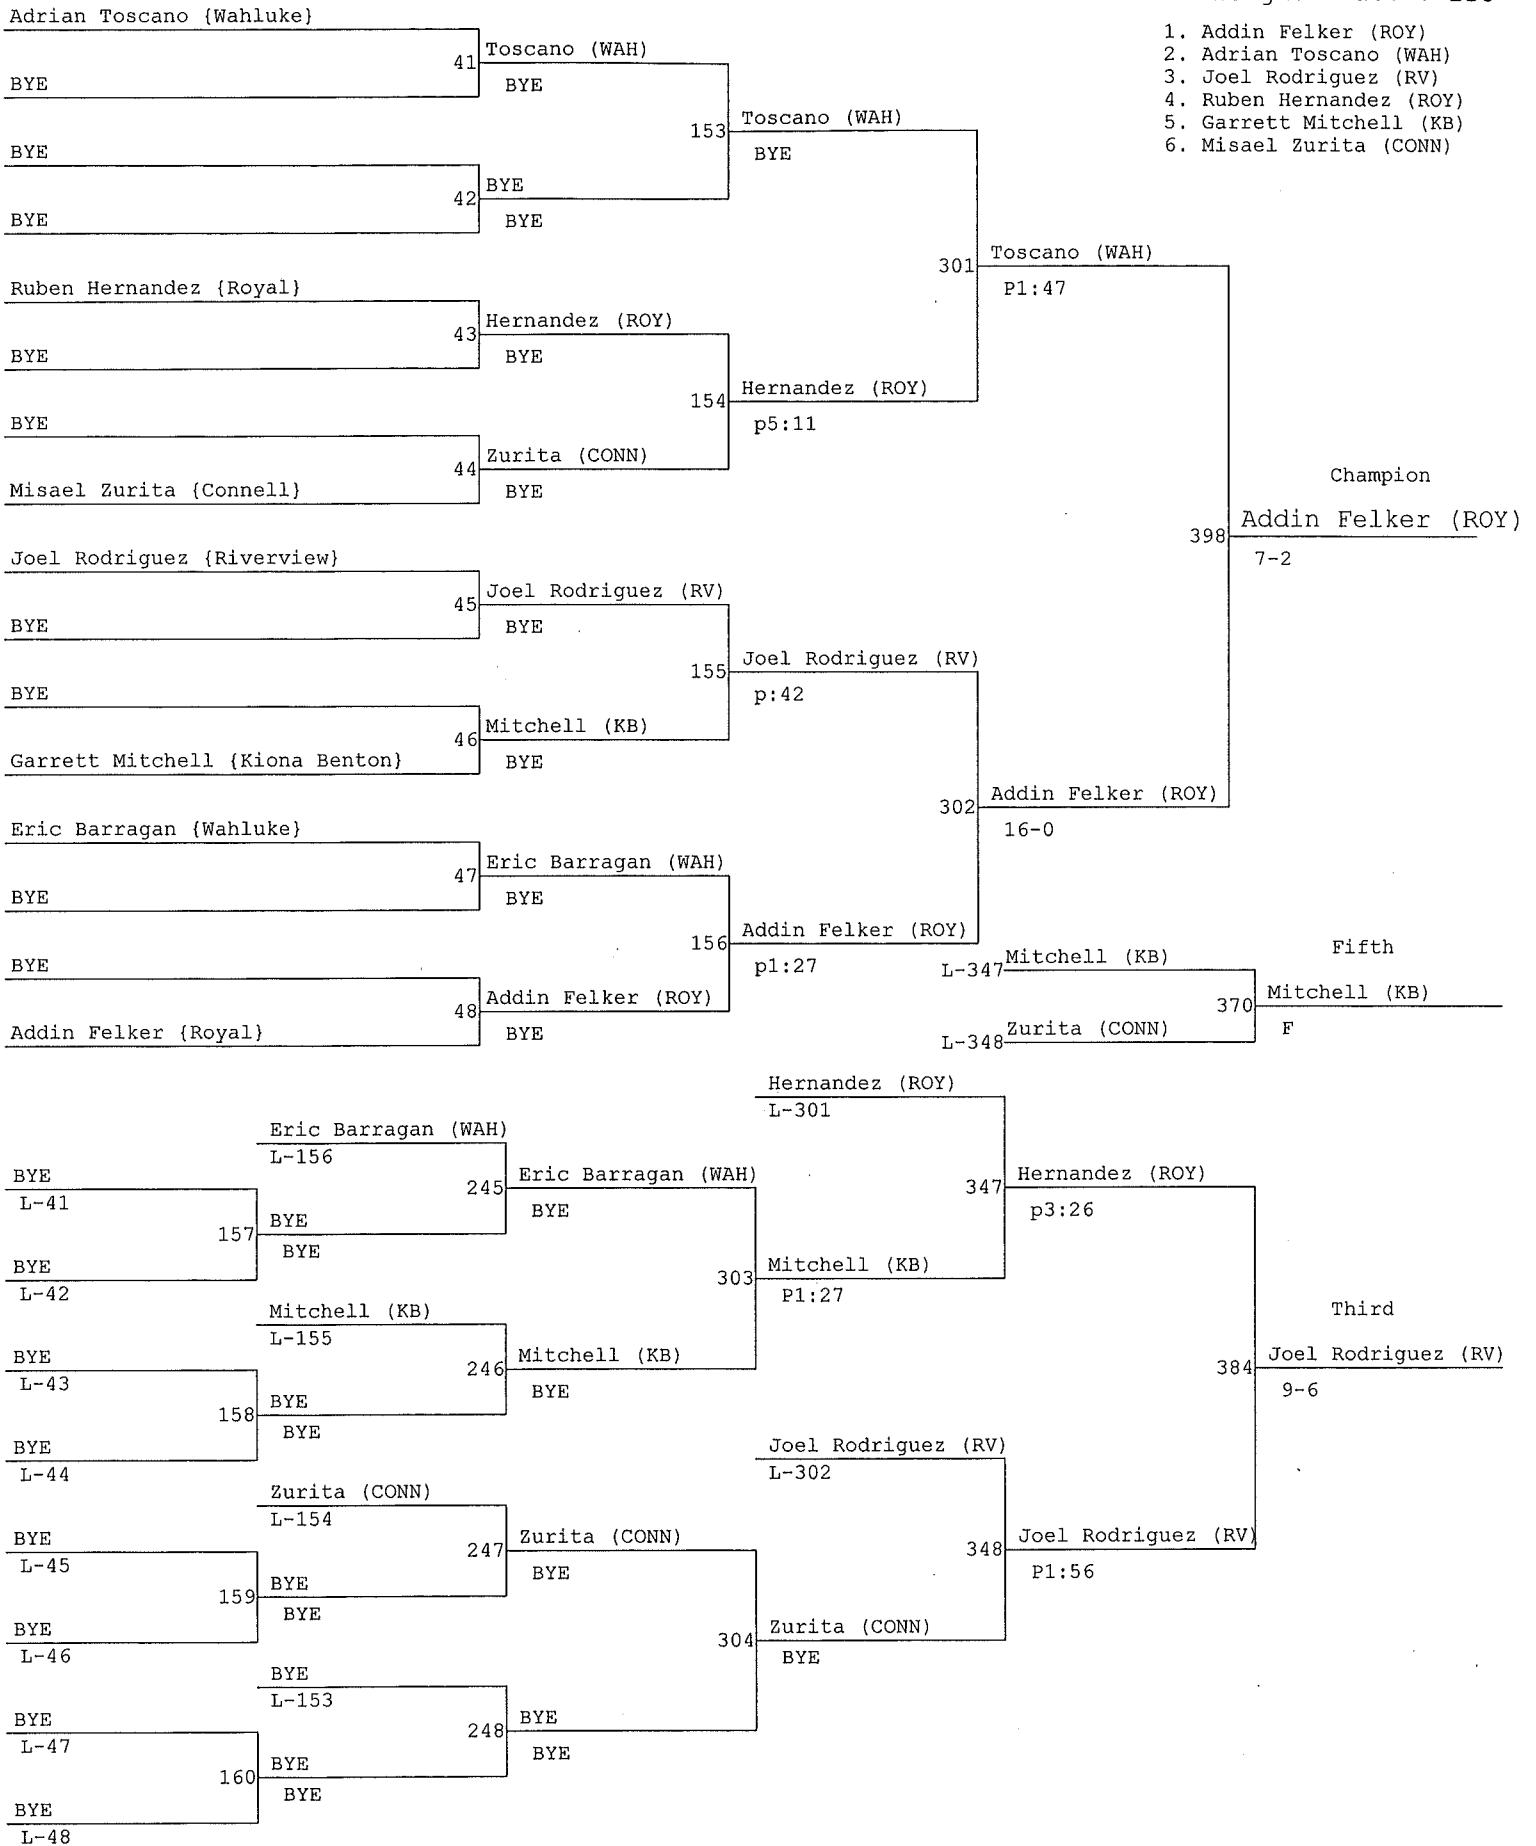 1. Addin Felker (ROY)
2. Adrian Toscano (WAH)
3. Joel Rodriguez (RV)
4. Ruben Hernandez (ROY)
5. Garrett Mitchell (KB)
6. Misael Zurita (CONN)
Adrian Toscano {Wahluke}
41
BYE
Toscano (WAH)
BYE
BYE
42
BYE
BYE
BYE
153
Toscano (WAH)
BYE
Ruben Hernandez {Royal}
43
BYE
Hernandez (ROY)
BYE
BYE
44
Misael Zurita {Connell}
Zurita (CONN)
BYE
154
Hernandez (ROY)
p5:11
301
Toscano (WAH)
P1:47
Joel Rodriguez {Riverview}
45
BYE
Joel Rodriguez (RV)
BYE
BYE
46
Garrett Mitchell {Kiona Benton}
Mitchell (KB)
BYE
155
Joel Rodriguez (RV)
p:42
Eric Barragan {Wahluke}
47
BYE
Eric Barragan (WAH)
BYE
BYE
48
Addin Felker {Royal}
Addin Felker (ROY)
BYE
156
Addin Felker (ROY)
p1:27
302
Addin Felker (ROY)
16-0
Champion
398
Addin Felker (ROY)
7-2
Fifth
L-347
Mitchell (KB)
L-348
Zurita (CONN)
370
Mitchell (KB)
F
BYE
L-41
BYE
L-42
157
BYE
BYE
Eric Barragan (WAH)
L-156
245
Eric Barragan (WAH)
BYE
BYE
L-43
BYE
L-44
158
BYE
BYE
Mitchell (KB)
L-155
246
Mitchell (KB)
BYE
303
Mitchell (KB)
P1:27
Hernandez (ROY)
L-301
347
Hernandez (ROY)
p3:26
BYE
L-45
BYE
L-46
159
BYE
BYE
Zurita (CONN)
L-154
247
Zurita (CONN)
BYE
BYE
L-47
BYE
L-48
160
BYE
BYE
BYE
L-153
248
BYE
BYE
304
Zurita (CONN)
BYE
Joel Rodriguez (RV)
L-302
348
Joel Rodriguez (RV)
P1:56
Third
384
Joel Rodriguez (RV)
9-6